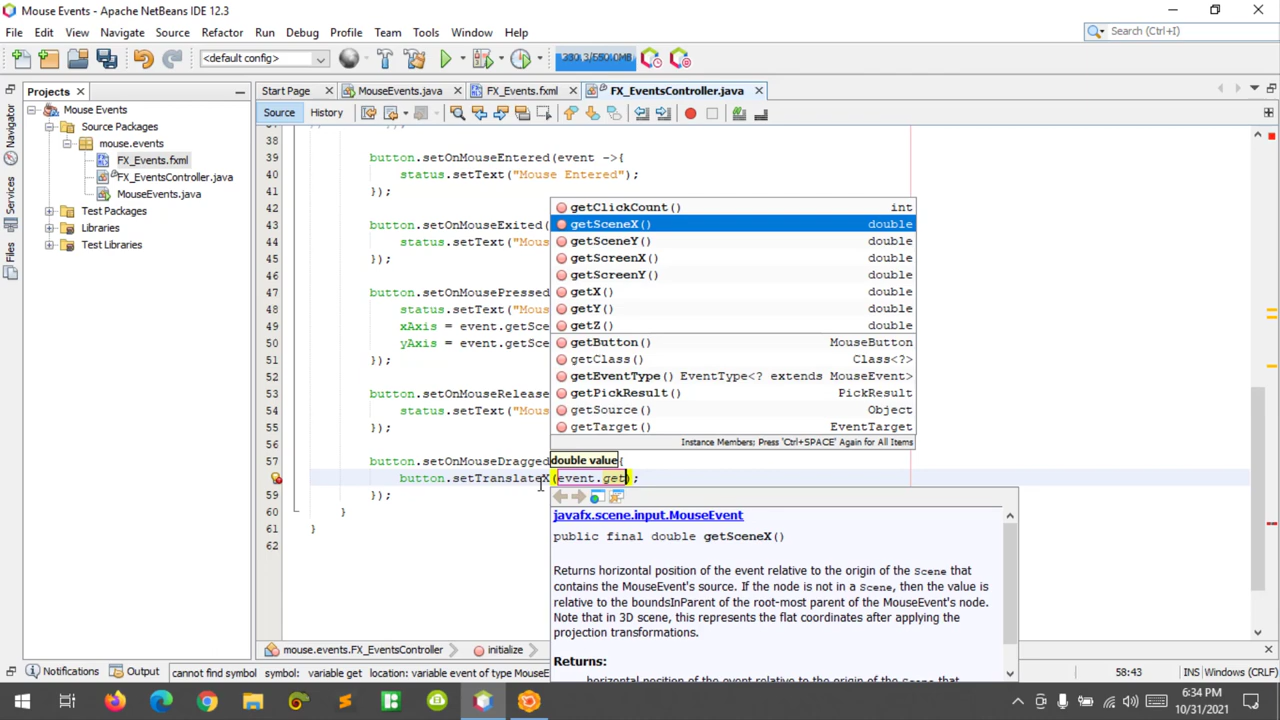 Mouse Events - Apache NetBeans IDE 12.3
File Edit View Navigate Source Refactor Run Debug Profile Team Tools Window Help
Search (Ctrl+I)
<default config>
Projects
Start Page
MouseEvents.java
FX_Events.fxml
FX_EventsController.java
Source
History
Navigator
Services
Files
Mouse Events
Source Packages
mouse.events
FX_Events.fxml
FX_EventsController.java
MouseEvents.java
Test Packages
Libraries
Test Libraries
38
39 button.setOnMouseEntered(event ->{
40 status.setText("Mouse Entered");
41 });
42
43 button.setOnMouseExited(
44 status.setText("Mous
45 });
46
47 button.setOnMousePressed
48 status.setText("Mous
49 xAxis = event.getSce
50 yAxis = event.getSce
51 });
52
53 button.setOnMouseRelease
54 status.setText("Mous
55 });
56
57 button.setOnMouseDragged {
button.setTranslateX(event.get);
59 });
60 }
61 }
62
getClickCount() int
getSceneX() double
getSceneY() double
getScreenX() double
getScreenY() double
getX() double
getY() double
getZ() double
getButton() MouseButton
getClass() Class<?>
getEventType() EventType<? extends MouseEvent>
getPickResult() PickResult
getSource() Object
getTarget() EventTarget
Instance Members; Press 'Ctrl+SPACE' Again for All Items
double value
javafx.scene.input.MouseEvent
public final double getSceneX()
Returns horizontal position of the event relative to the origin of the Scene that
contains the MouseEvent's source. If the node is not in a Scene, then the value is
relative to the boundsInParent of the root-most parent of the MouseEvent's node.
Note that in 3D scene, this represents the flat coordinates after applying the
projection transformations.
Returns:
horizontal position of the event relative to the origin of the Scene that
mouse.events.FX_EventsController
initialize
Notifications
Output
cannot find symbol symbol: variable get location: variable event of type MouseE
58:43
INS
Windows (CRLF)
6:34 PM
10/31/2021